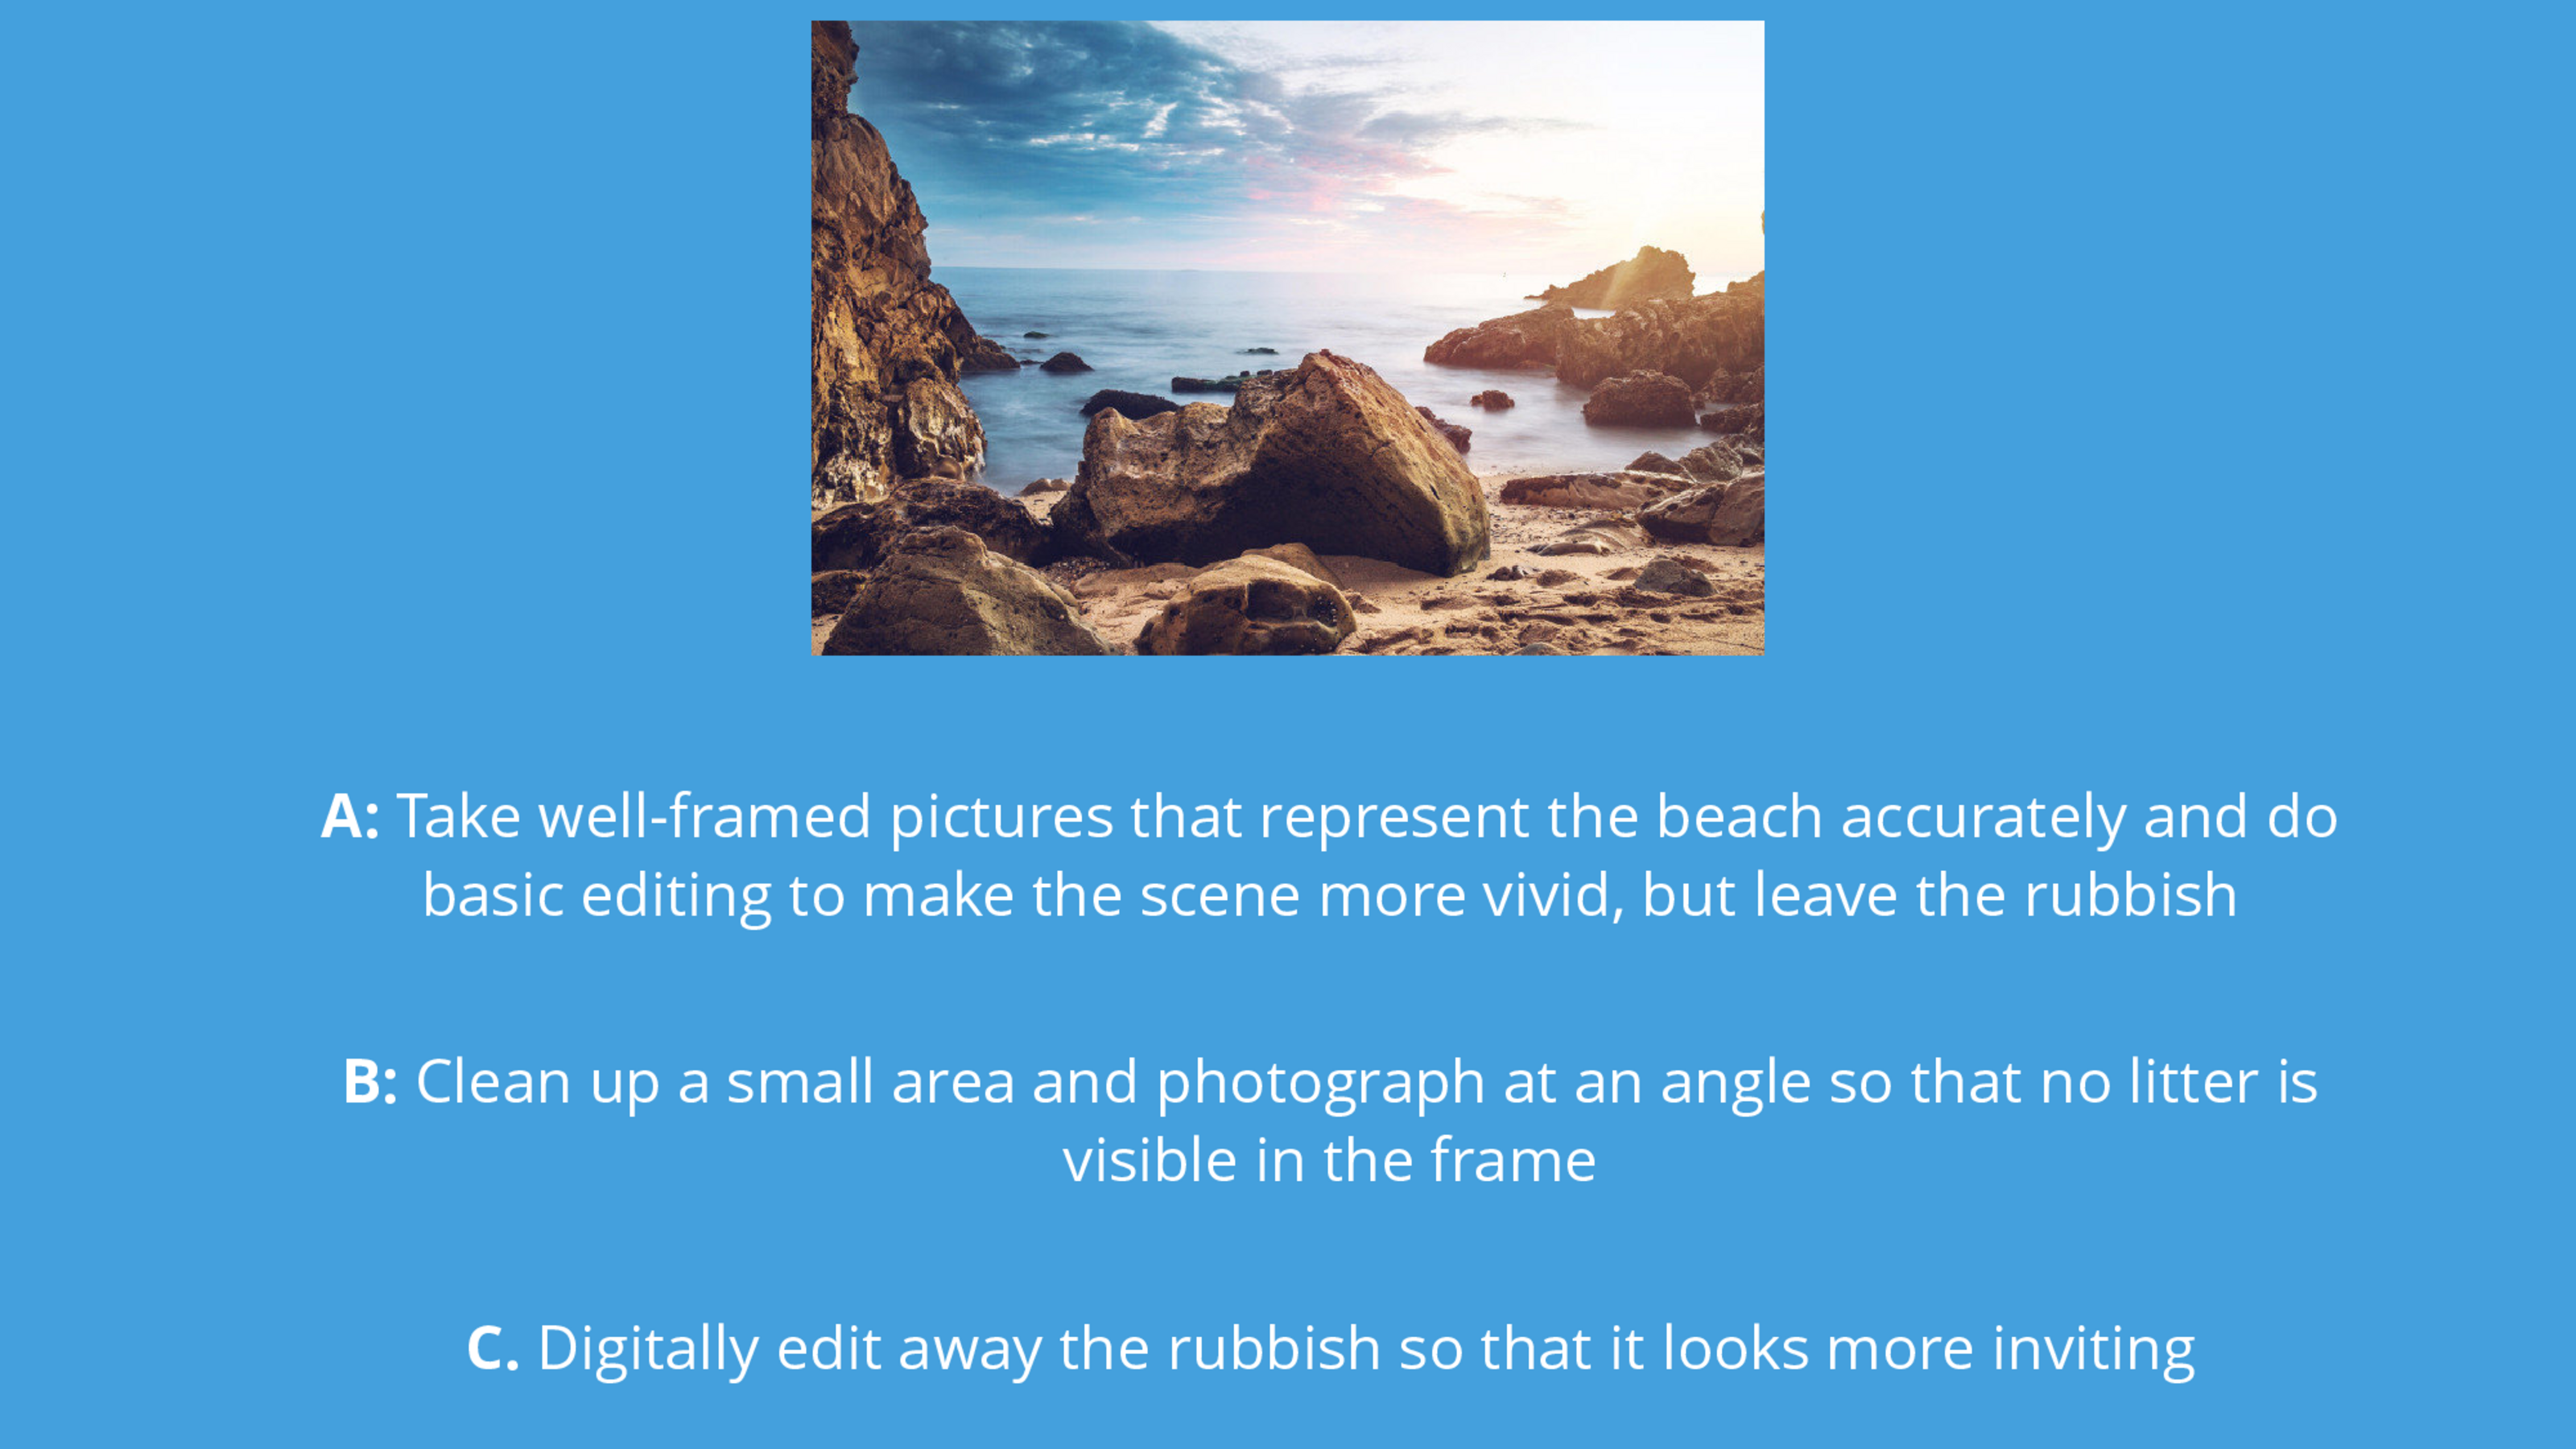 A: Take well-framed pictures that represent the beach accurately and do
basic editing to make the scene more vivid, but leave the rubbish
B: Clean up a small area and photograph at an angle so that no litter is
visible in the frame
C. Digitally edit away the rubbish so that it looks more inviting